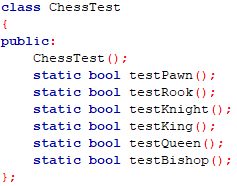 class ChessTest
{
public:
    ChessTest();
    static bool testPawn();
    static bool testRook();
    static bool testKnight();
    static bool testKing();
    static bool testQueen();
    static bool testBishop();
};